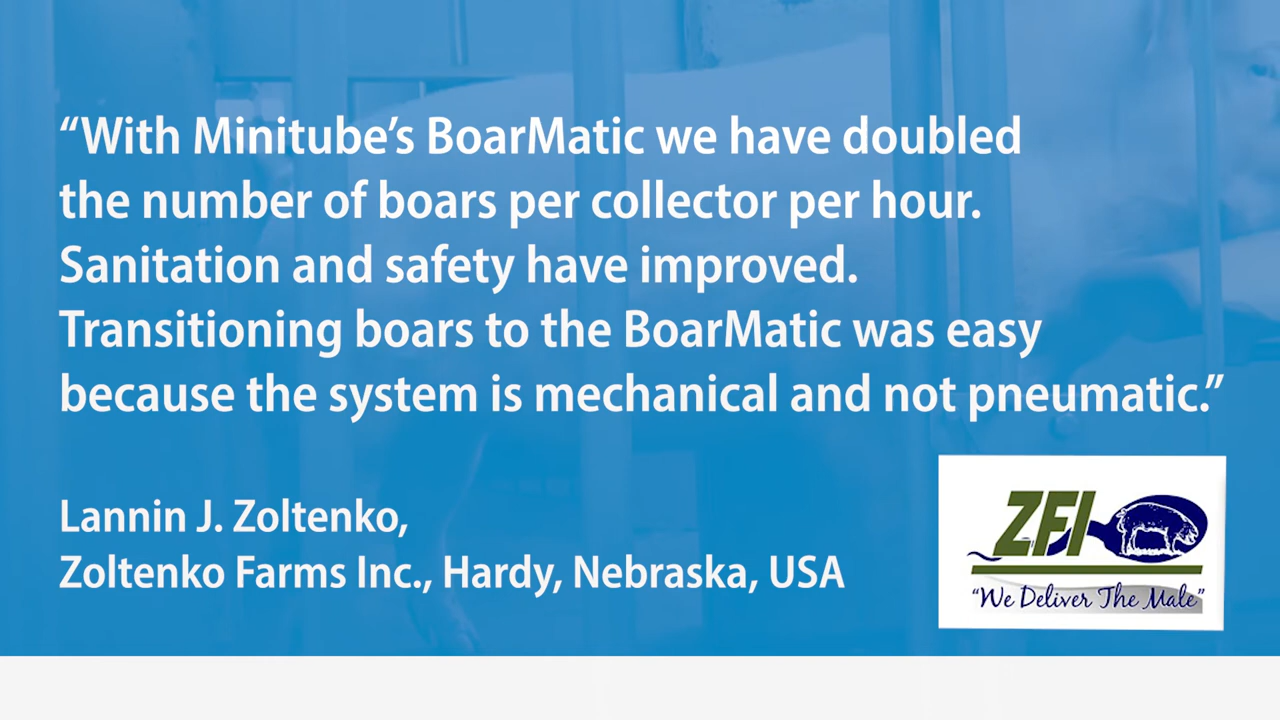 “With Minitube’s BoarMatic we have doubled
the number of boars per collector per hour.
Sanitation and safety have improved.
Transitioning boars to the BoarMatic was easy
because the system is mechanical and not pneumatic.”
Lannin J. Zoltenko,
Zoltenko Farms Inc., Hardy, Nebraska, USA
ZFI
“We Deliver The Male”